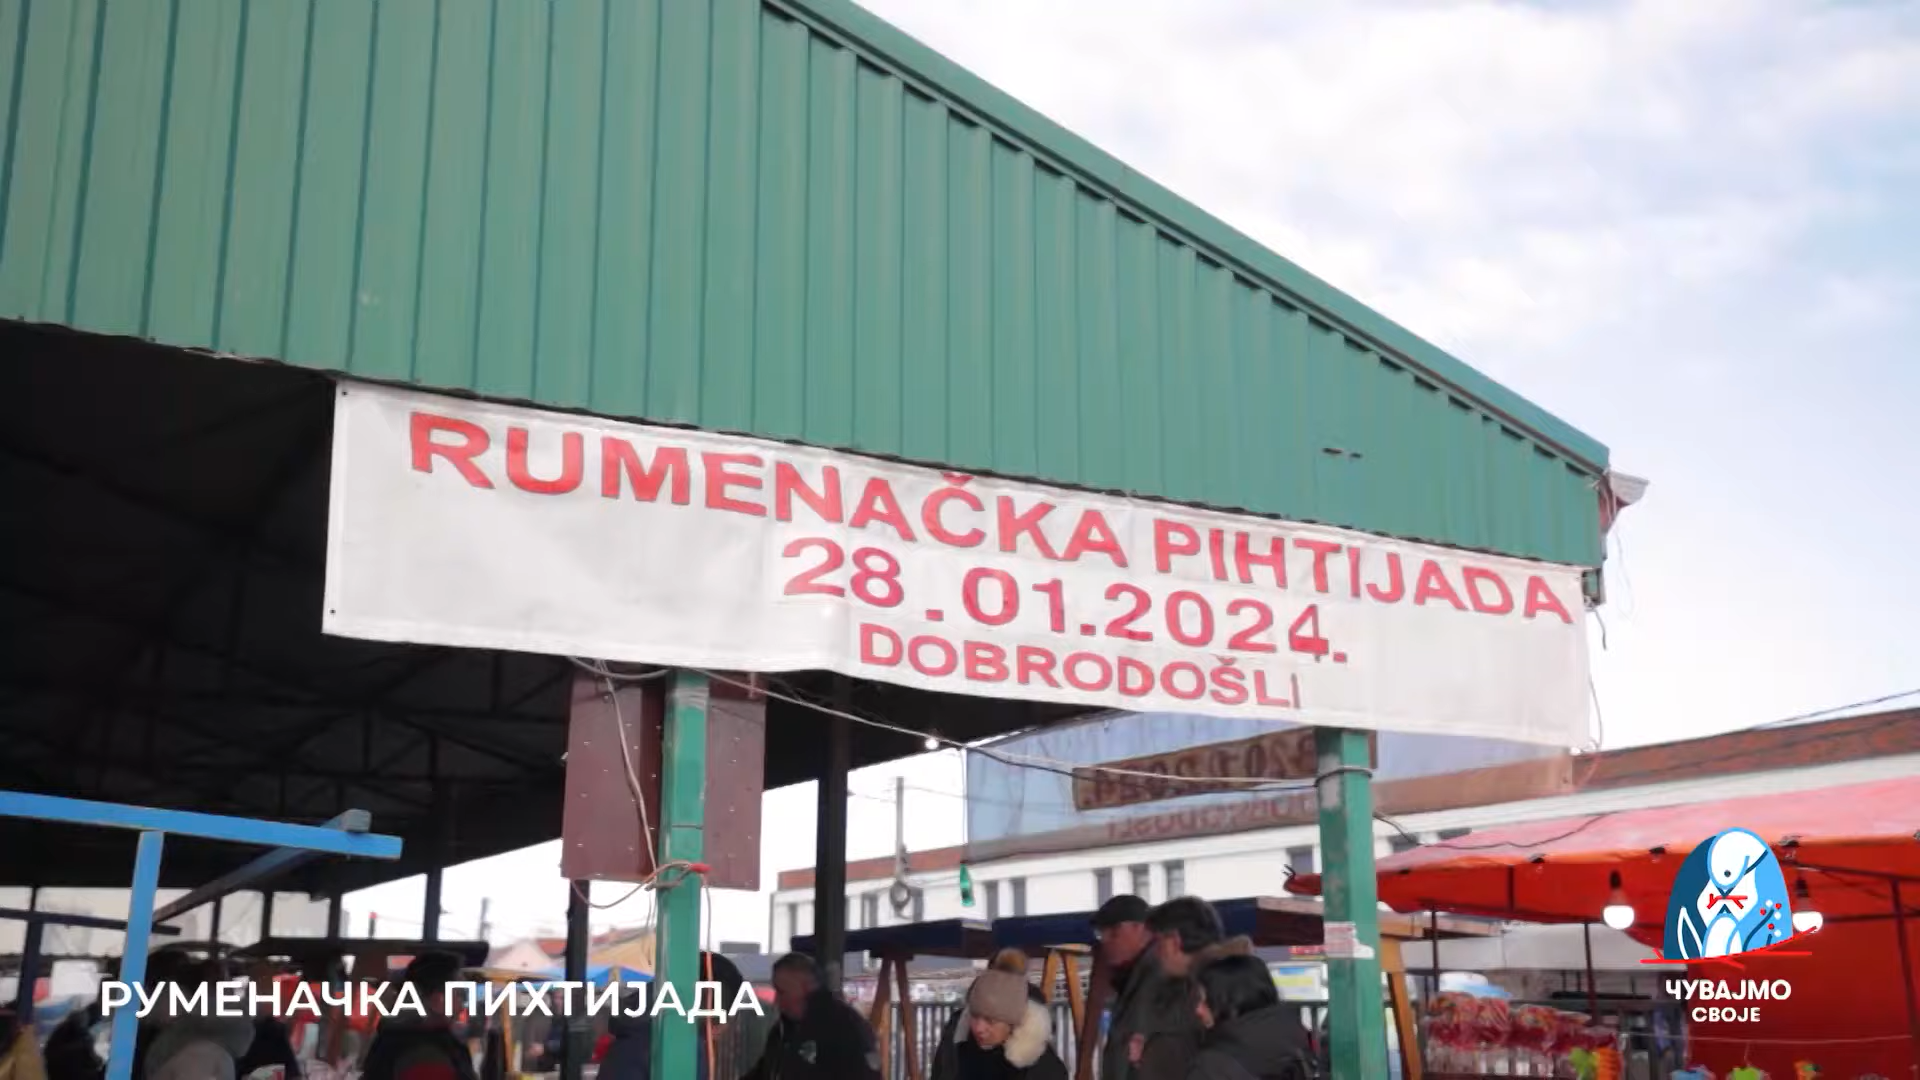 RUMENAČKA PIHTIJADA
28.01.2024.
DOBRODOŠLI
РУМЕНАЧКА ПИХТИЈАДА
ЧУВАЈМО
СВОЈЕ